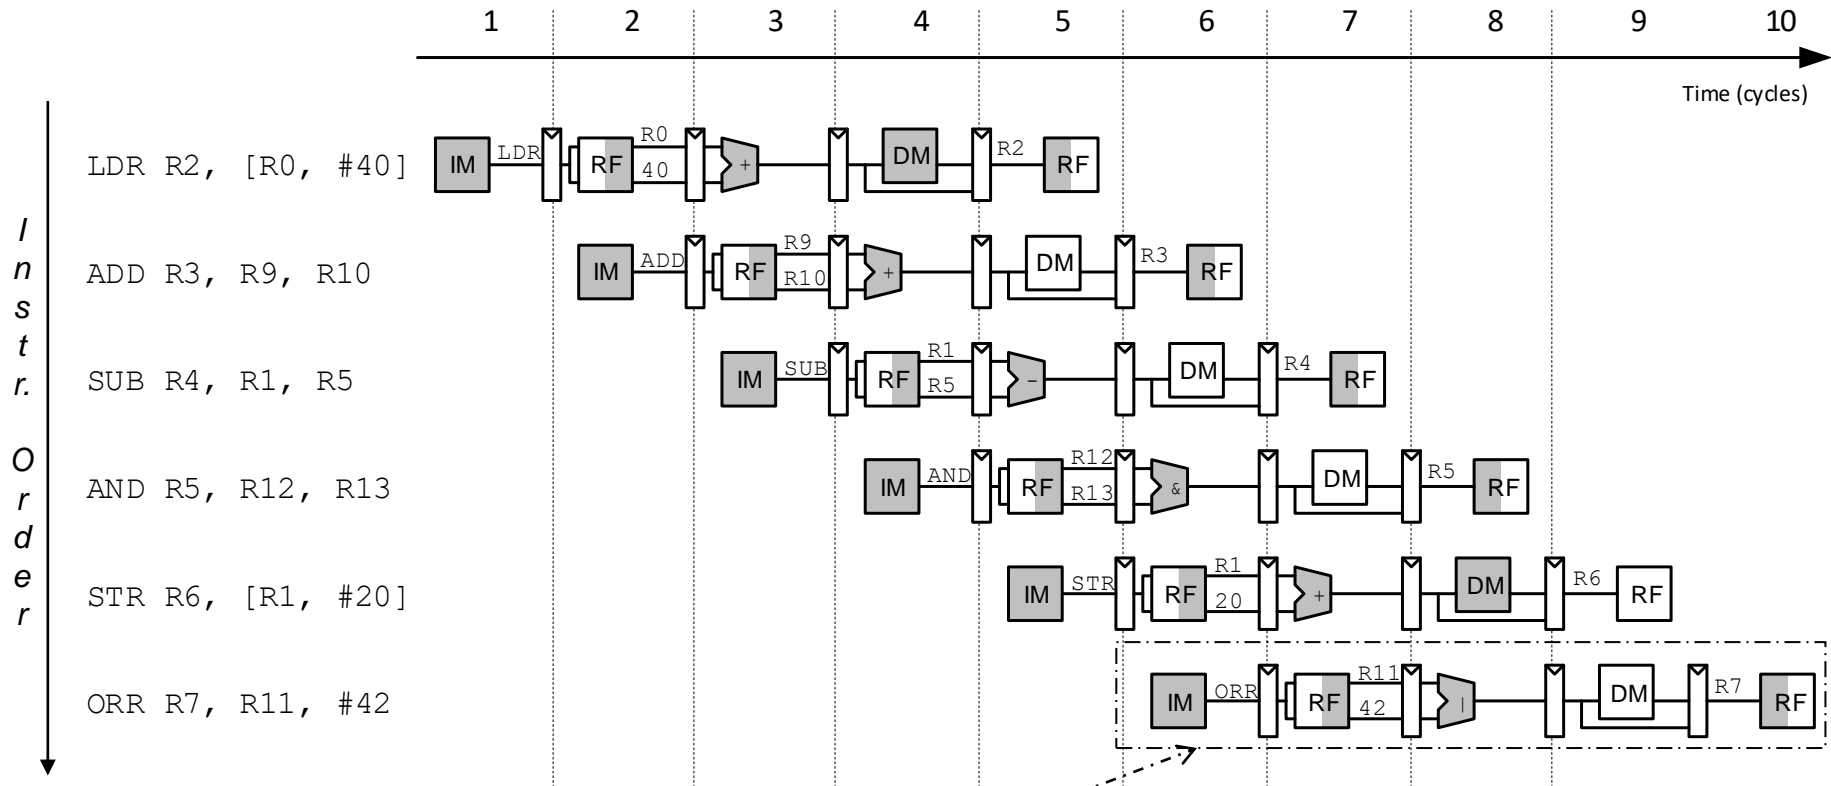 1 2 3 4 5 6 7 8 9 10
Time (cycles)
Instr. Order
LDR R2, [R0, #40] IM LDR RF R0 40 + DM R2 RF
ADD R3, R9, R10 IM ADD RF R9 R10 + DM R3 RF
SUB R4, R1, R5 IM SUB RF R1 R5 - DM R4 RF
AND R5, R12, R13 IM AND RF R12 R13 & DM R5 RF
STR R6, [R1, #20] IM STR RF R1 20 + DM R6 RF
ORR R7, R11, #42 IM ORR RF R11 42 | DM R7 RF